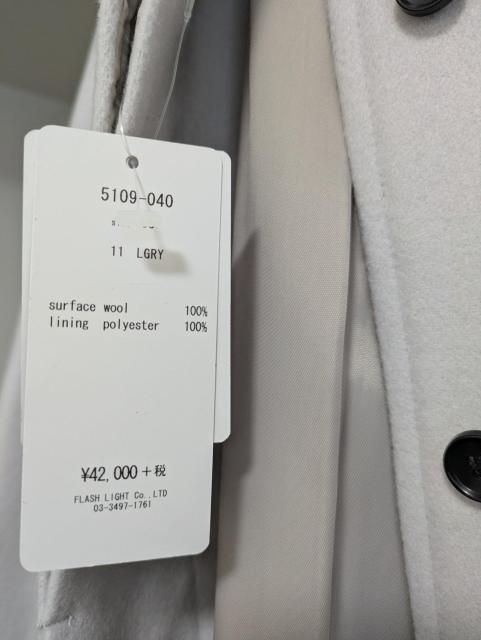 5109-040
11 LGRY
surface wool 100%
lining polyester 100%
¥42,000+税
FLASH LIGHT Co.,LTD
03-3497-1761